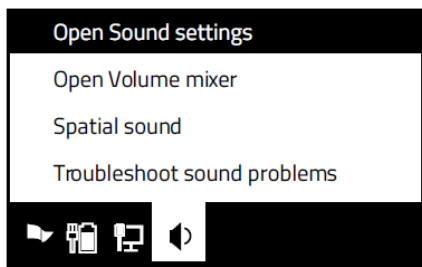 Open Sound settings
Open Volume mixer
Spatial sound
Troubleshoot sound problems